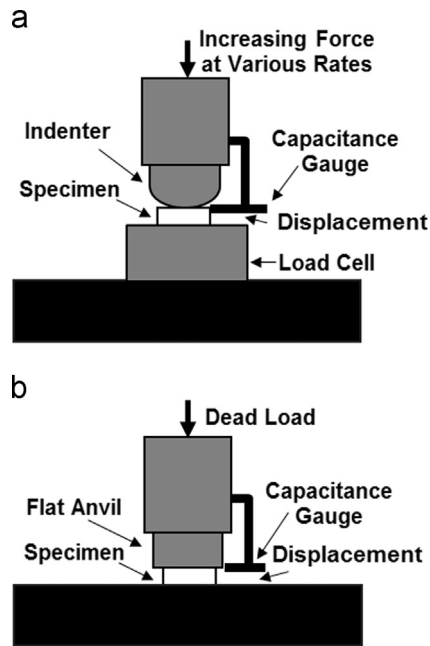 a
Increasing Force
at Various Rates
Indenter
Capacitance
Gauge
Specimen
Displacement
Load Cell
b
Dead Load
Flat Anvil
Capacitance
Gauge
Specimen
Displacement